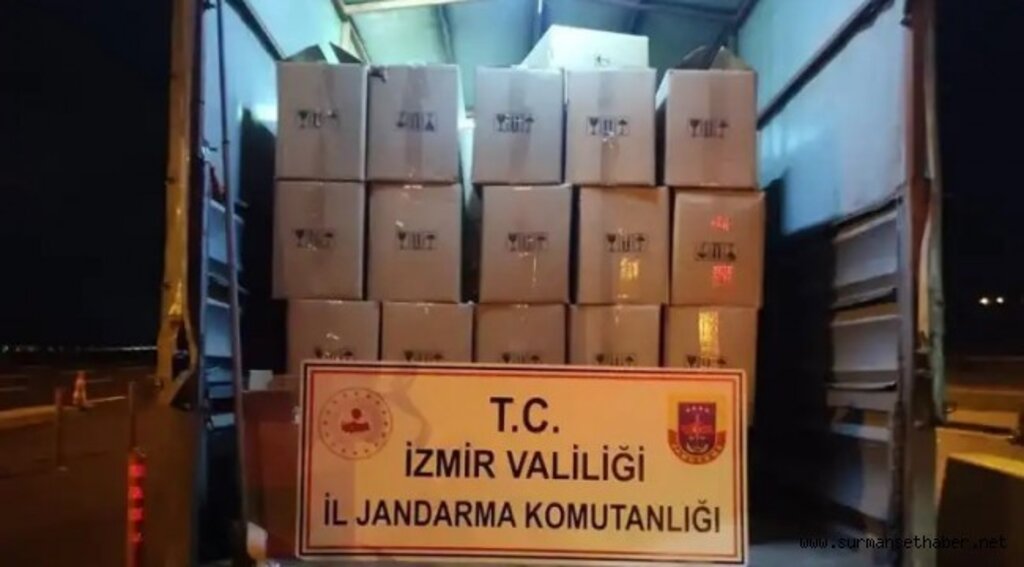 T.C.
İZMİR VALİLİĞİ
İL JANDARMA KOMUTANLIĞI
www.surmansethaber.net